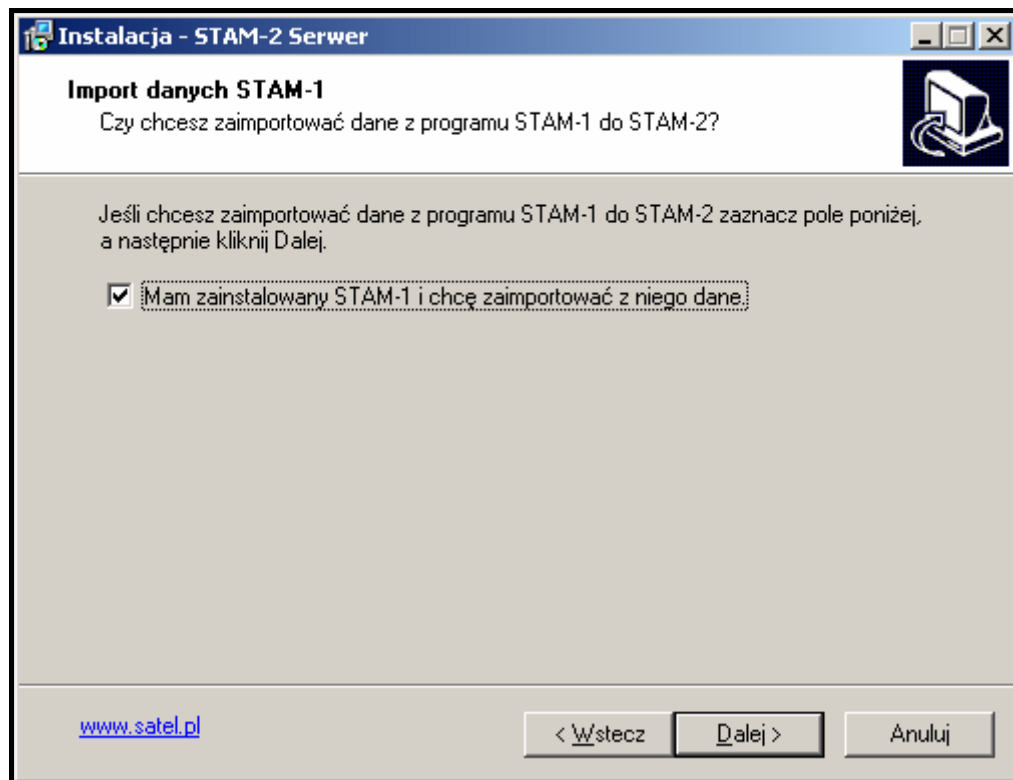 Instalacja - STAM-2 Serwer
Import danych STAM-1
Czy chcesz zaimportować dane z programu STAM-1 do STAM-2?
Jeśli chcesz zaimportować dane z programu STAM-1 do STAM-2 zaznacz pole poniżej,
a następnie kliknij Dalej.
Mam zainstalowany STAM-1 i chcę zaimportować z niego dane.
www.satel.pl
< Wstecz
Dalej >
Anuluj